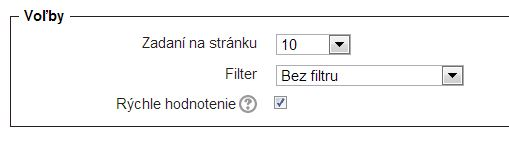 Voľby
Zadaní na stránku 10
Filter Bez filtru
Rýchle hodnotenie ?